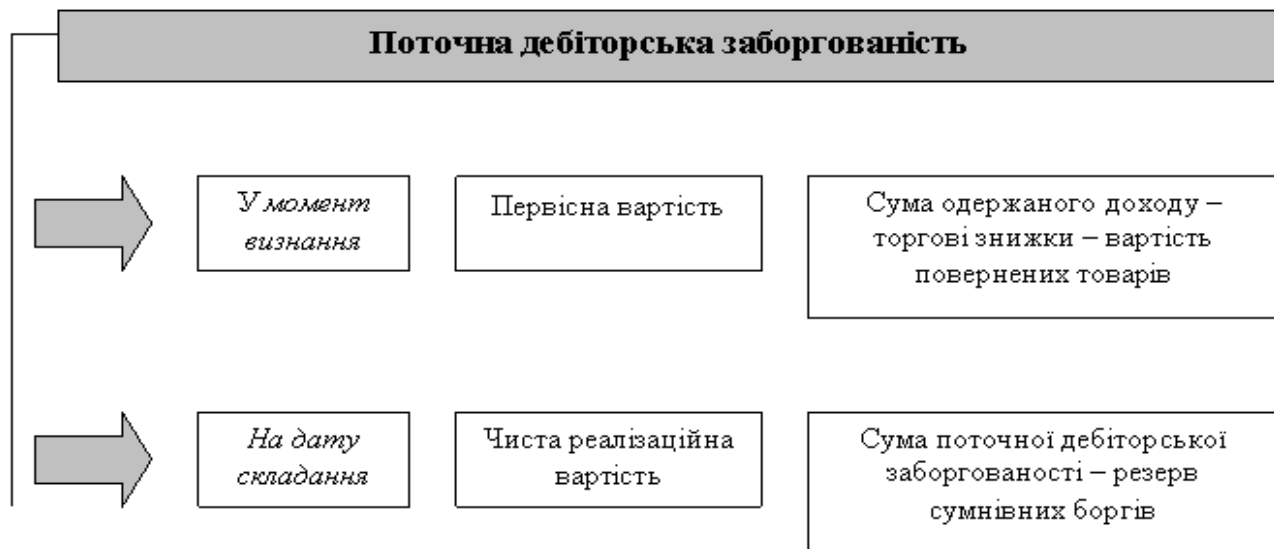 Поточна дебіторська заборгованість
У момент
визнання
Первісна вартість
Сума одержаного доходу –
торгові знижки – вартість
повернених товарів
На дату
складання
Чиста реалізаційна
вартість
Сума поточної дебіторської
заборгованості – резерв
сумнівних боргів